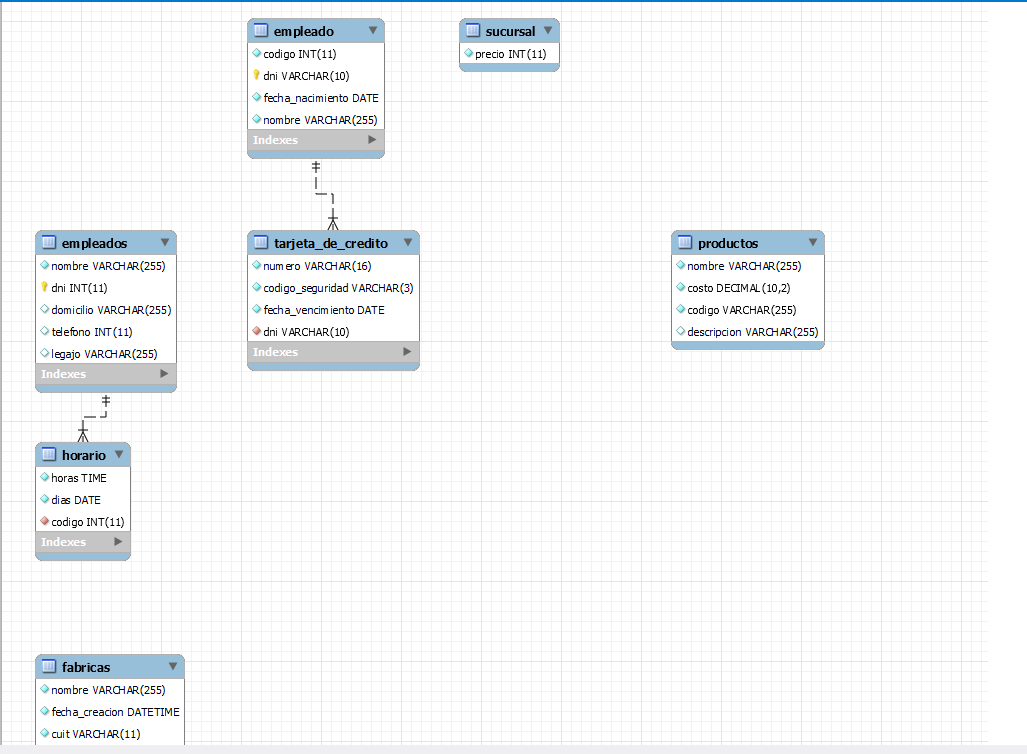 empleado
codigo INT(11)
dni VARCHAR(10)
fecha_nacimiento DATE
nombre VARCHAR(255)
Indexes
sucursal
precio INT(11)
empleados
nombre VARCHAR(255)
dni INT(11)
domicilio VARCHAR(255)
telefono INT(11)
legajo VARCHAR(255)
Indexes
tarjeta_de_credito
numero VARCHAR(16)
codigo_seguridad VARCHAR(3)
fecha_vencimiento DATE
dni VARCHAR(10)
Indexes
productos
nombre VARCHAR(255)
costo DECIMAL(10,2)
codigo VARCHAR(255)
descripcion VARCHAR(255)
horario
horas TIME
dias DATE
codigo INT(11)
Indexes
fabricas
nombre VARCHAR(255)
fecha_creacion DATETIME
cuit VARCHAR(11)